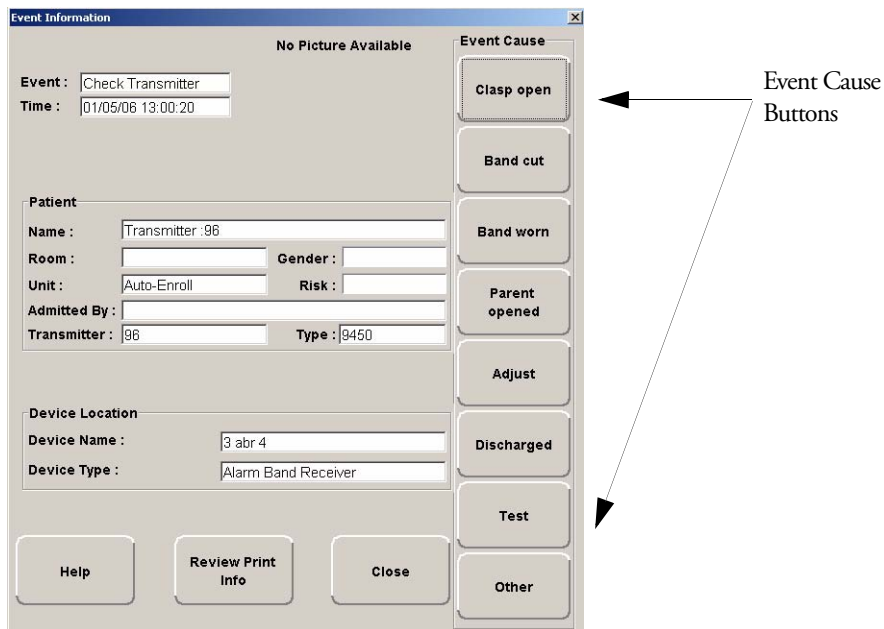 Event Information
No Picture Available
Event : Check Transmitter
Time : 01/05/06 13:00:20
Patient
Name : Transmitter :96
Room : Gender :
Unit : Auto-Enroll Risk :
Admitted By :
Transmitter : 96 Type : 9450
Device Location
Device Name : 3 abr 4
Device Type : Alarm Band Receiver
Help
Review Print
Info
Close
Event Cause
Clasp open
Band cut
Band worn
Parent
opened
Adjust
Discharged
Test
Other
Event Cause
Buttons